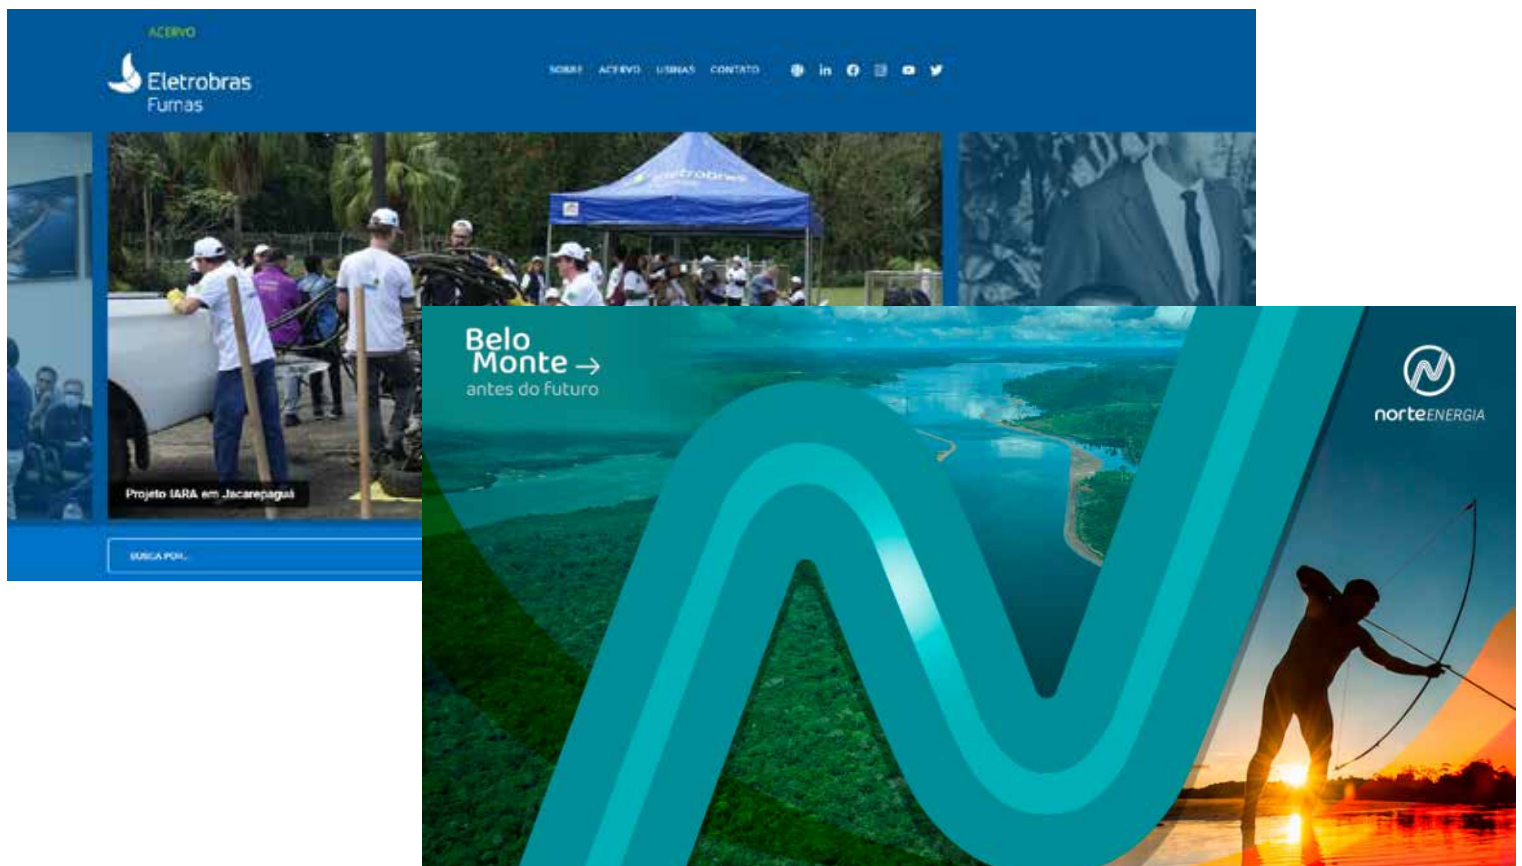 ACERVO
Eletrobras
Furnas
SOBRE ACERVO USINAS CONTATO
eletrobras
Projeto IARA em Jacarepaguá
BUSCA POR...
Belo
Monte →
antes do futuro
norteENERGIA